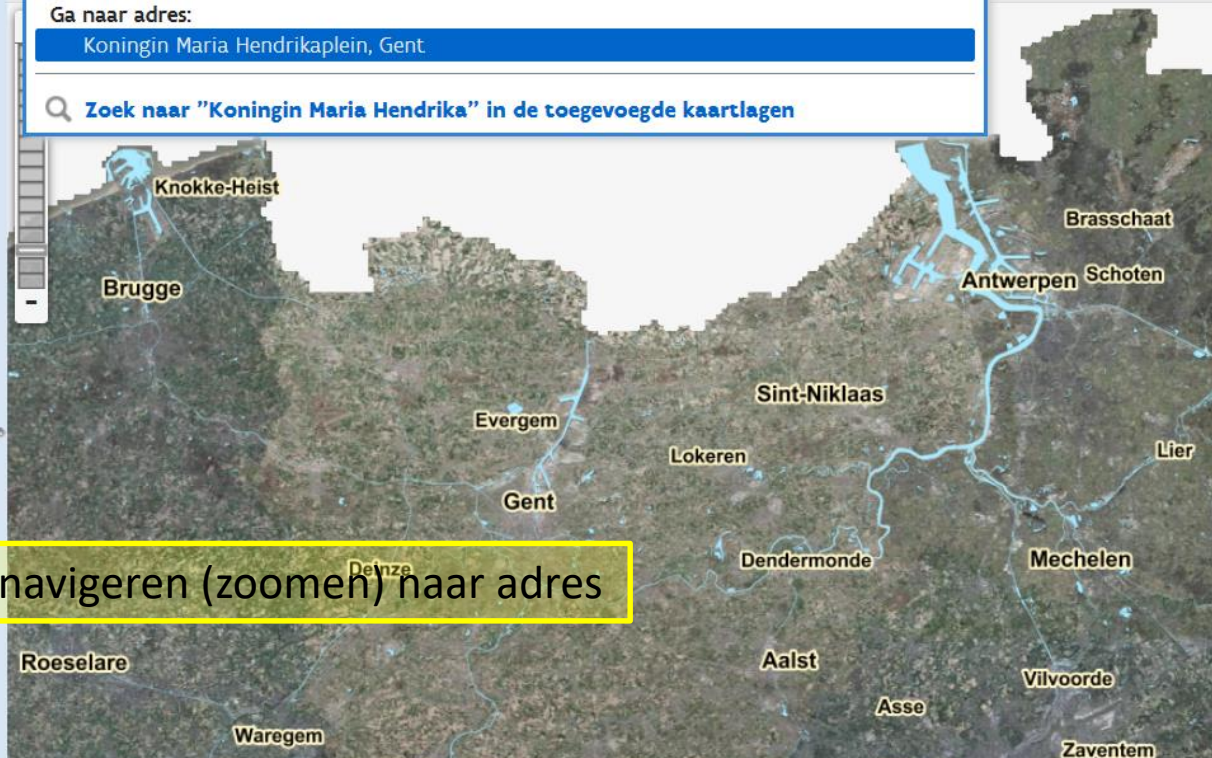 Ga naar adres:
Koningin Maria Hendrikaplein, Gent
Zoek naar "Koningin Maria Hendrika" in de toegevoegde kaartlagen
Knokke-Heist
Brasschaat
Brugge
Antwerpen
Schoten
-
Sint-Niklaas
Evergem
Lokeren
Lier
Gent
Dendermonde
Mechelen
Deinze
navigeren (zoomen) naar adres
Roeselare
Aalst
Vilvoorde
Asse
Waregem
Zaventem